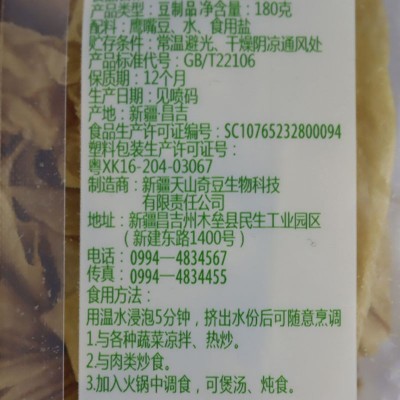 产品类型：豆制品 净含量：180克
配料：鹰嘴豆、水、食用盐
贮存条件：常温避光、干燥阴凉通风处
产品标准代号：GB/T22106
保质期：12个月
生产日期：见喷码
产地：新疆·昌吉
食品生产许可证编号：SC10765232800094
塑料包装生产许可证号：
粤XK16-204-03067
制造商：新疆天山奇豆生物科技
有限责任公司
地址：新疆昌吉州木垒县民生工业园区
（新建东路1400号）
电话：0994—4834567
传真：0994—4834455
食用方法：
用温水浸泡5分钟，挤出水份后可随意烹调
1.与各种蔬菜凉拌、热炒。
2.与肉类炒食。
3.加入火锅中调食，可煲汤、炖食。